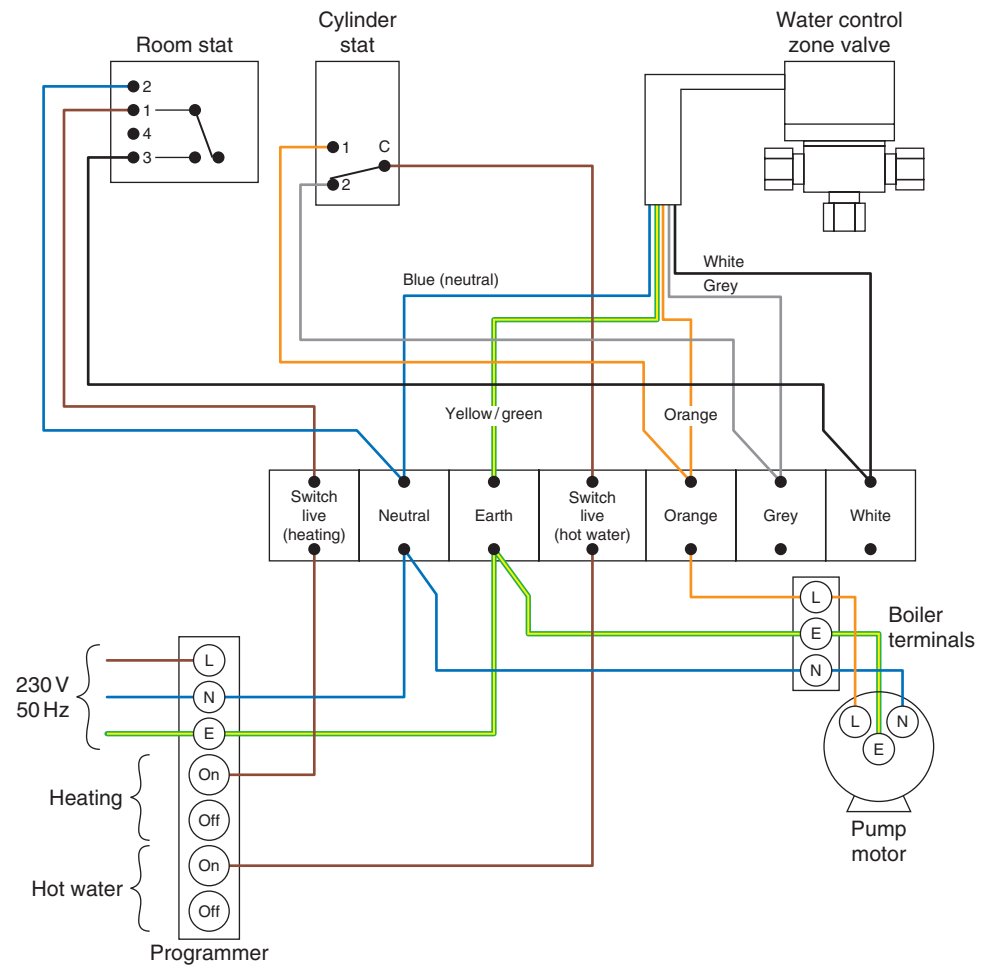 Cylinder
stat
Water control
zone valve
Room stat
2
1
4
3
1
C
2
White
Grey
Blue (neutral)
Yellow/green
Orange
Switch
live
(heating)
Neutral
Earth
Switch
live
(hot water)
Orange
Grey
White
L
E
N
Boiler
terminals
230 V
50 Hz
L
N
E
L
N
E
Heating
On
Off
Pump
motor
Hot water
On
Off
Programmer